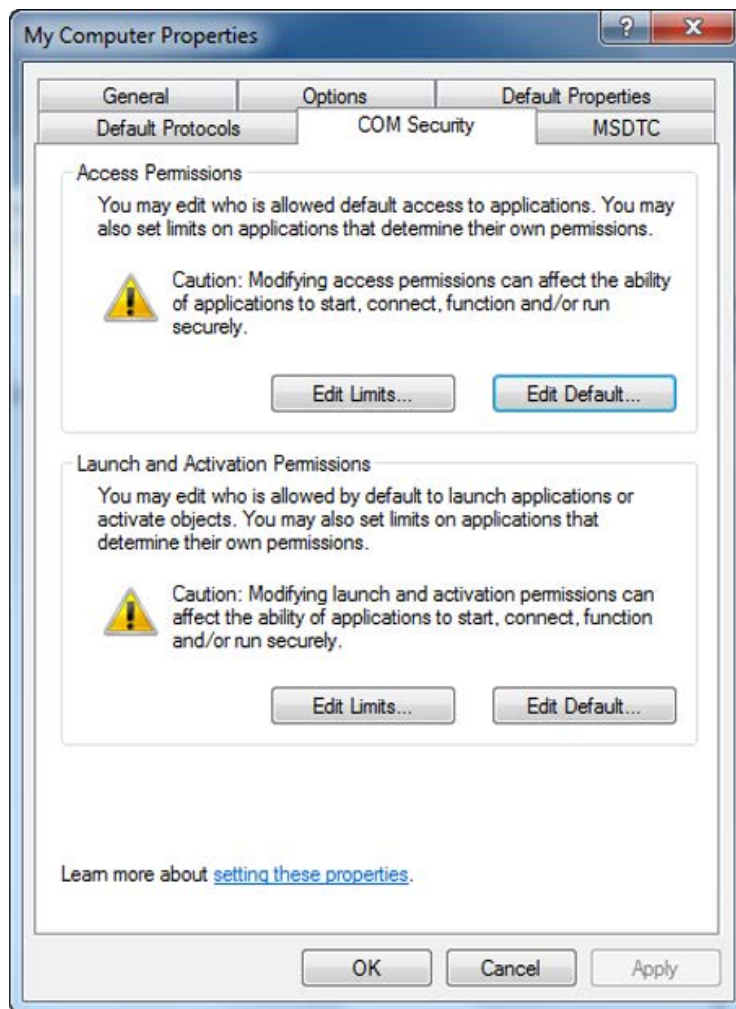 My Computer Properties
General Options Default Properties
Default Protocols COM Security MSDTC
Access Permissions
You may edit who is allowed default access to applications. You may
also set limits on applications that determine their own permissions.
Caution: Modifying access permissions can affect the ability
of applications to start, connect, function and/or run
securely.
Edit Limits... Edit Default...
Launch and Activation Permissions
You may edit who is allowed by default to launch applications or
activate objects. You may also set limits on applications that
determine their own permissions.
Caution: Modifying launch and activation permissions can
affect the ability of applications to start, connect, function
and/or run securely.
Edit Limits... Edit Default...
Learn more about setting these properties.
OK Cancel Apply